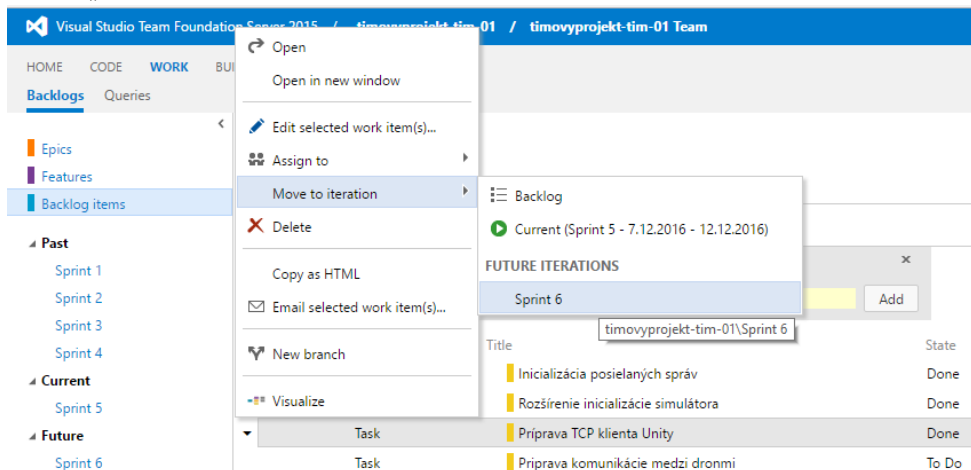 Visual Studio Team Foundation Server 2015 / timovyprojekt-tim-01 / timovyprojekt-tim-01 Team
HOME CODE WORK BUI
Backlogs Queries
Epics
Features
Backlog items
Past
Sprint 1
Sprint 2
Sprint 3
Sprint 4
Current
Sprint 5
Future
Sprint 6
Open
Open in new window
Edit selected work item(s)...
Assign to
Move to iteration
Delete
Copy as HTML
Email selected work item(s)...
New branch
Visualize
Backlog
Current (Sprint 5 - 7.12.2016 - 12.12.2016)
FUTURE ITERATIONS
Sprint 6
timovyprojekt-tim-01\Sprint 6
Add
Title State
Inicializácia posielaných správ Done
Rozšírenie inicializácie simulátora Done
Task Príprava TCP klienta Unity Done
Task Priprava komunikácie medzi dronmi To Do